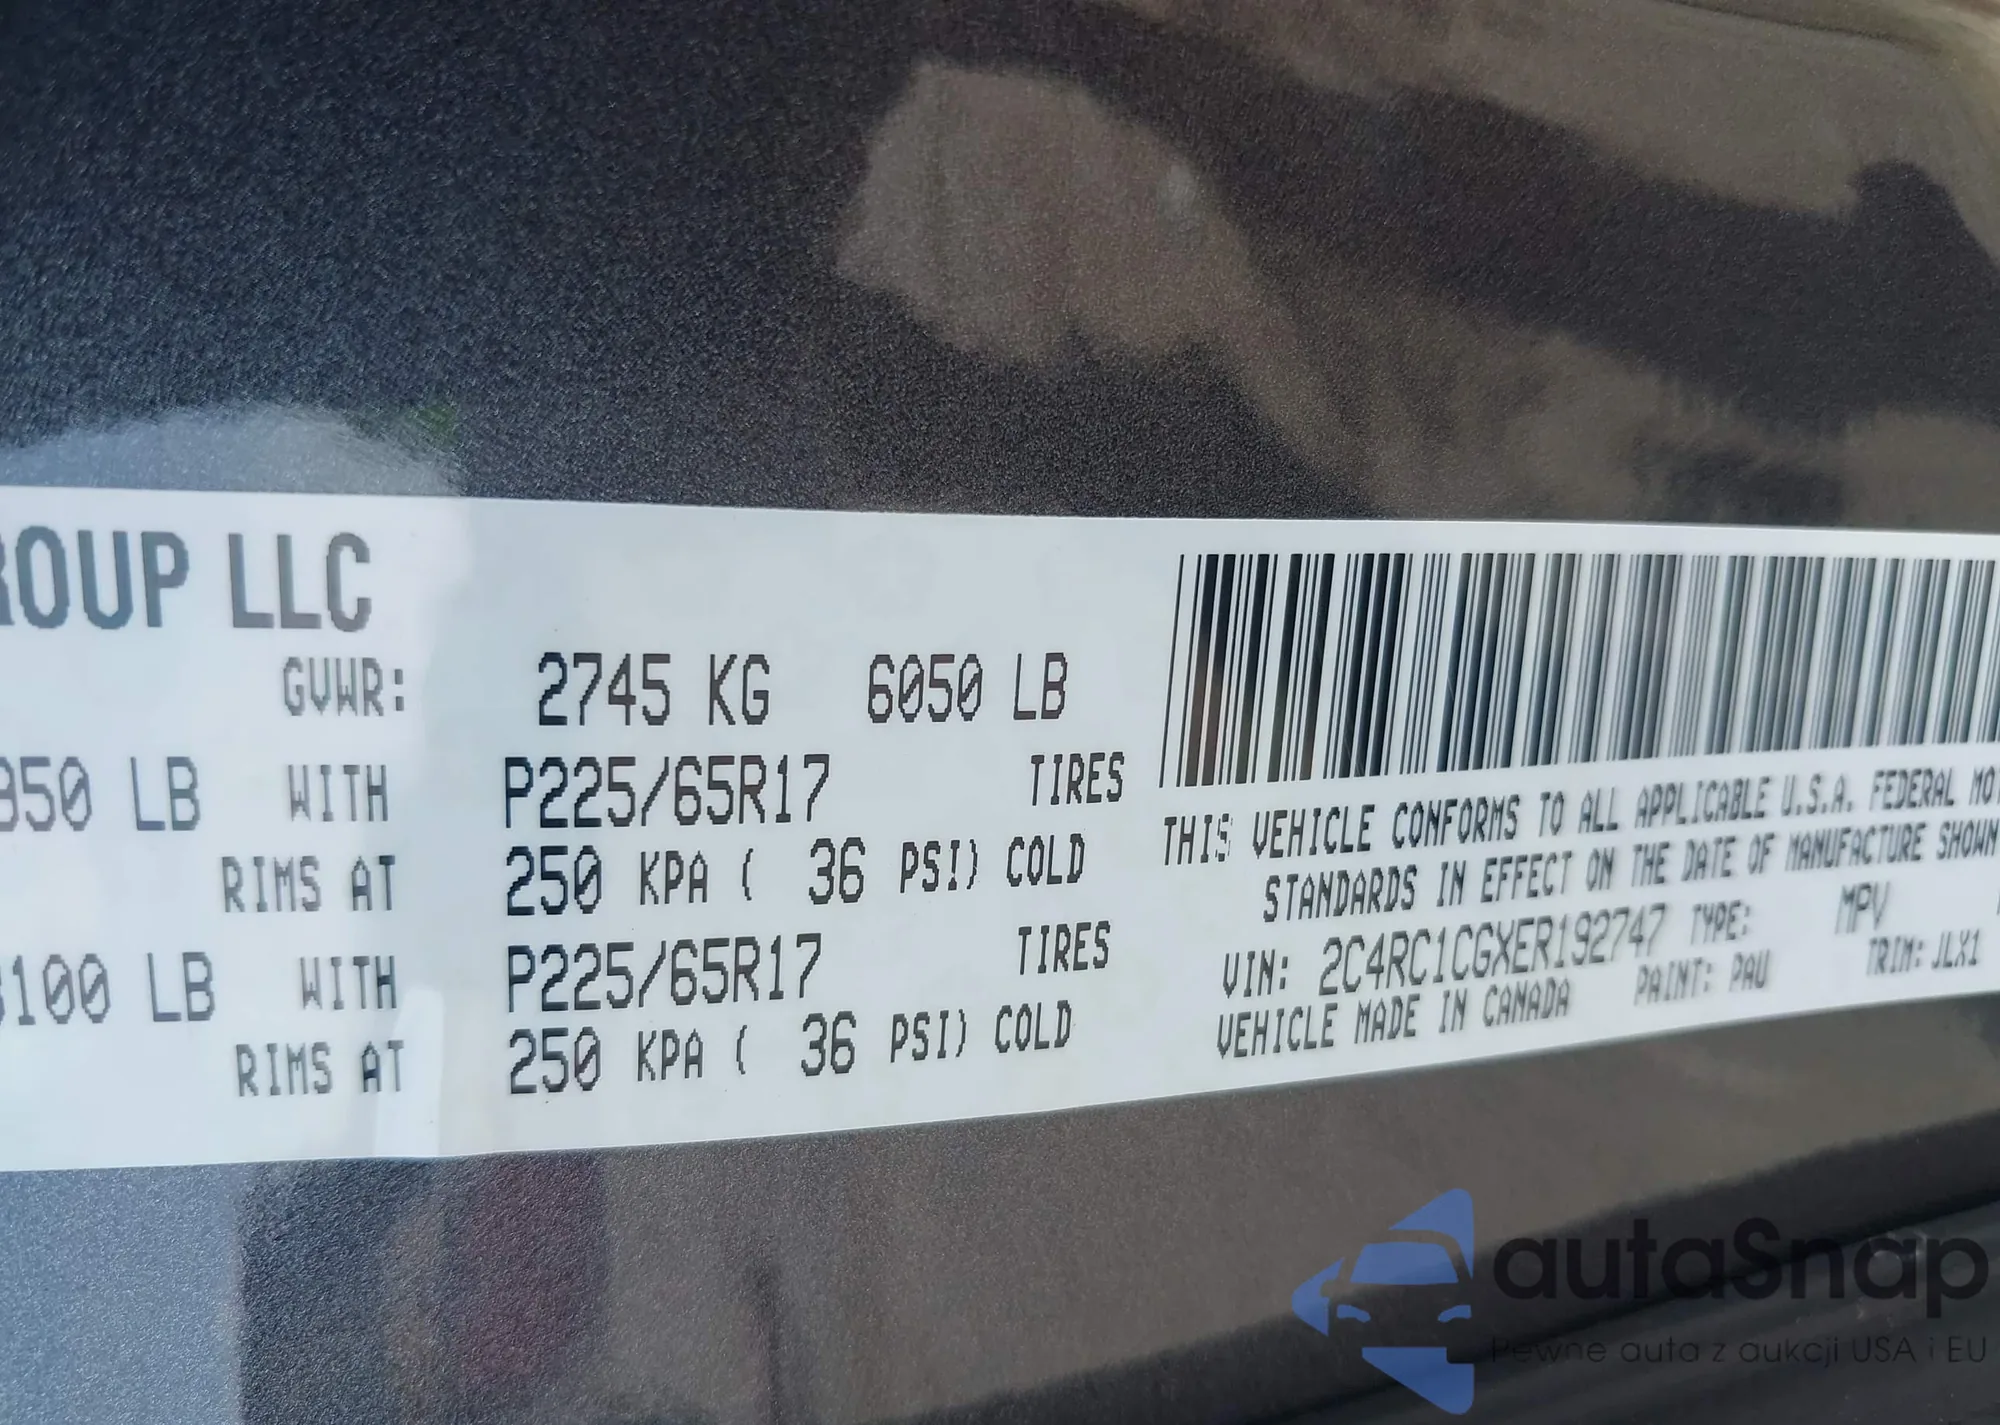 ROUP LLC
GVWR: 2745 KG 6050 LB
950 LB WITH P225/65R17 TIRES
RIMS AT 250 KPA ( 36 PSI) COLD
3100 LB WITH P225/65R17 TIRES
RIMS AT 250 KPA ( 36 PSI) COLD
THIS VEHICLE CONFORMS TO ALL APPLICABLE U.S.A. FEDERAL MOT
STANDARDS IN EFFECT ON THE DATE OF MANUFACTURE SHOWN
VIN: 2C4RC1CGXER192747 TYPE: MPV
VEHICLE MADE IN CANADA PAINT: PAU TRIM: JLX1
autaSnap
Pewne auta z aukcji USA i EU